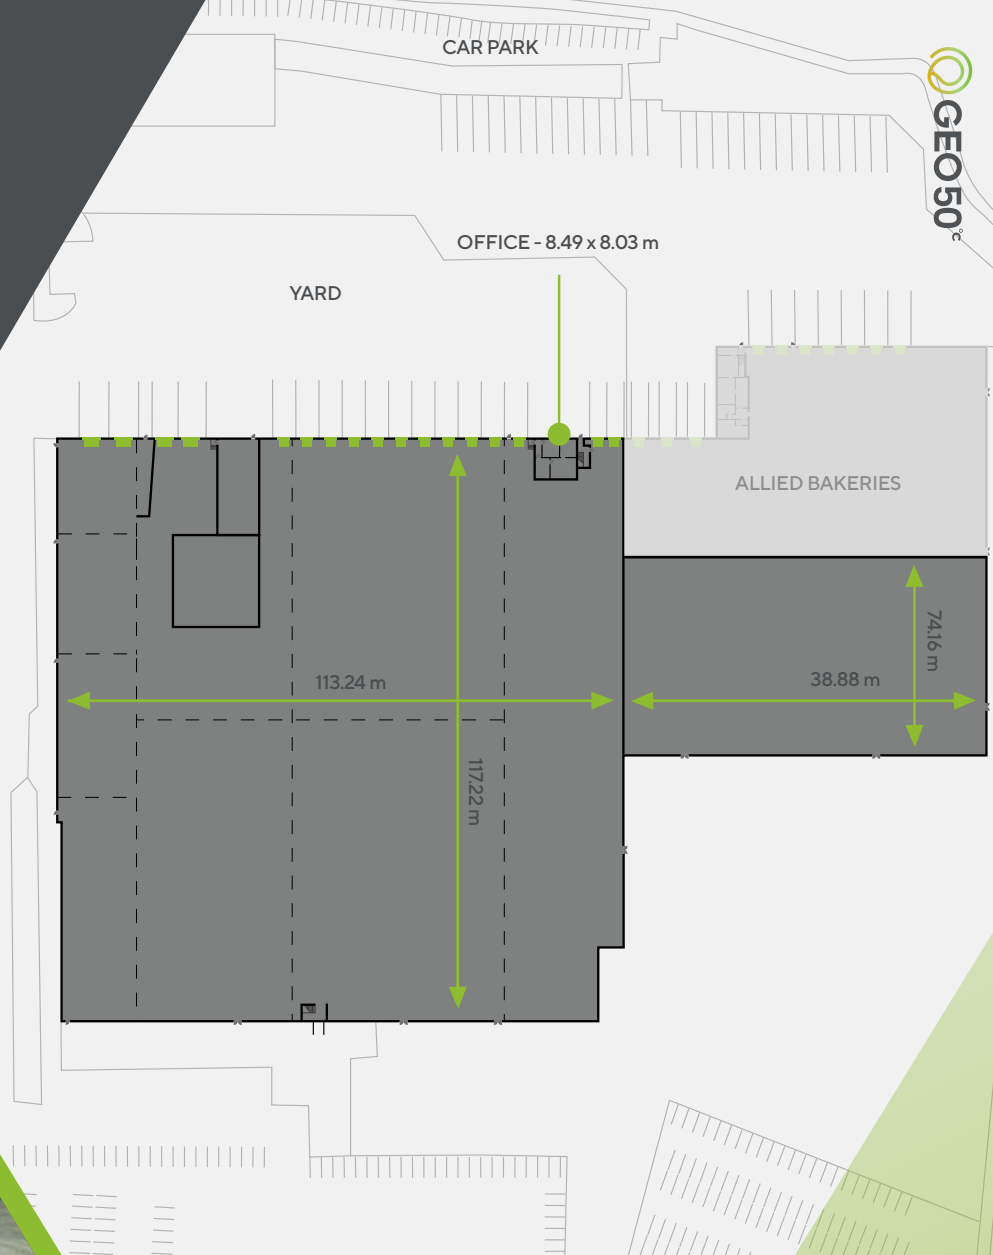 CAR PARK
GEO50°C
OFFICE - 8.49 x 8.03 m
YARD
ALLIED BAKERIES
74.16 m
113.24 m
38.88 m
117.22 m